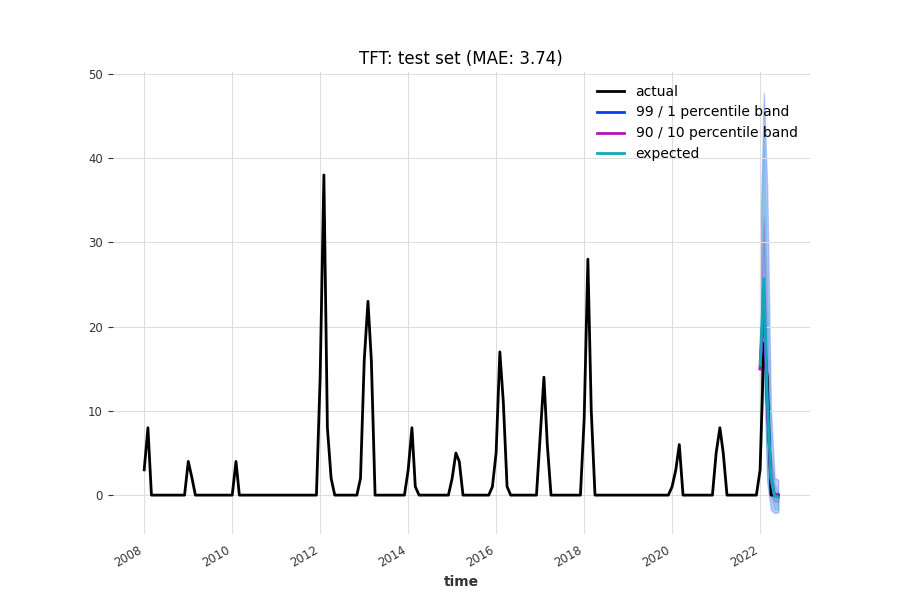 TFT: test set (MAE: 3.74)
50
40
30
20
10
0
actual
99 / 1 percentile band
90 / 10 percentile band
expected
2008
2010
2012
2014
2016
2018
2020
2022
time